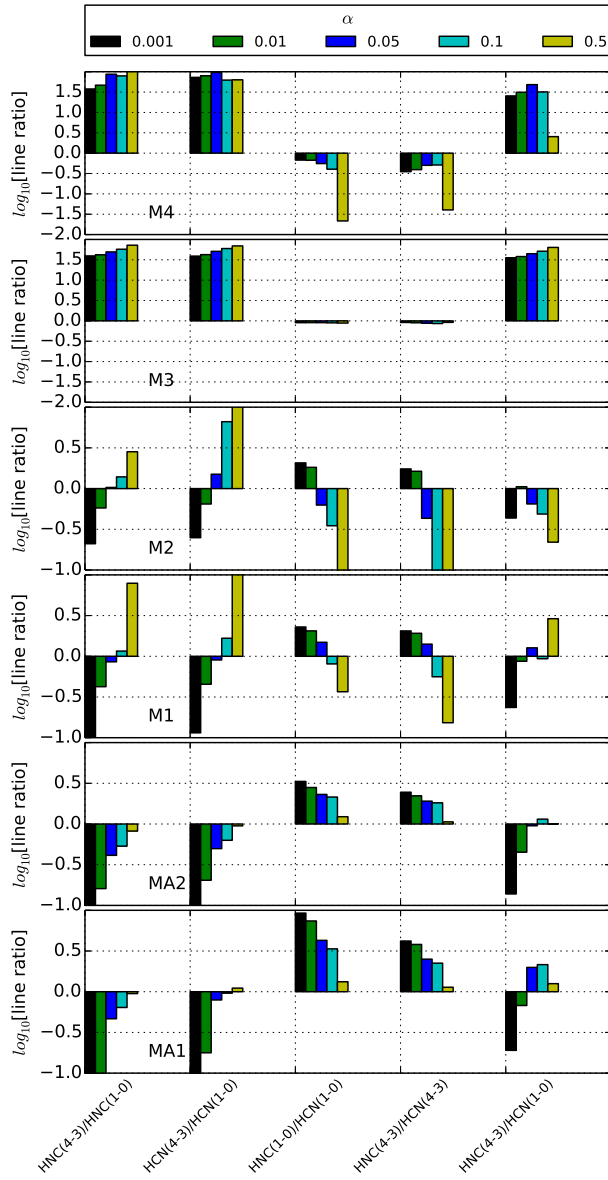 α
0.001 0.01 0.05 0.1 0.5
1.5
1.0
0.5
0.0
−0.5
−1.0
−1.5
−2.0
log10[line ratio]
M4
1.5
1.0
0.5
0.0
−0.5
−1.0
−1.5
−2.0
log10[line ratio]
M3
0.5
0.0
−0.5
−1.0
log10[line ratio]
M2
0.5
0.0
−0.5
−1.0
log10[line ratio]
M1
0.5
0.0
−0.5
−1.0
log10[line ratio]
MA2
0.5
0.0
−0.5
−1.0
log10[line ratio]
MA1
HNC(4-3)/HNC(1-0)
HCN(4-3)/HCN(1-0)
HNC(1-0)/HCN(1-0)
HNC(4-3)/HCN(4-3)
HNC(4-3)/HCN(1-0)